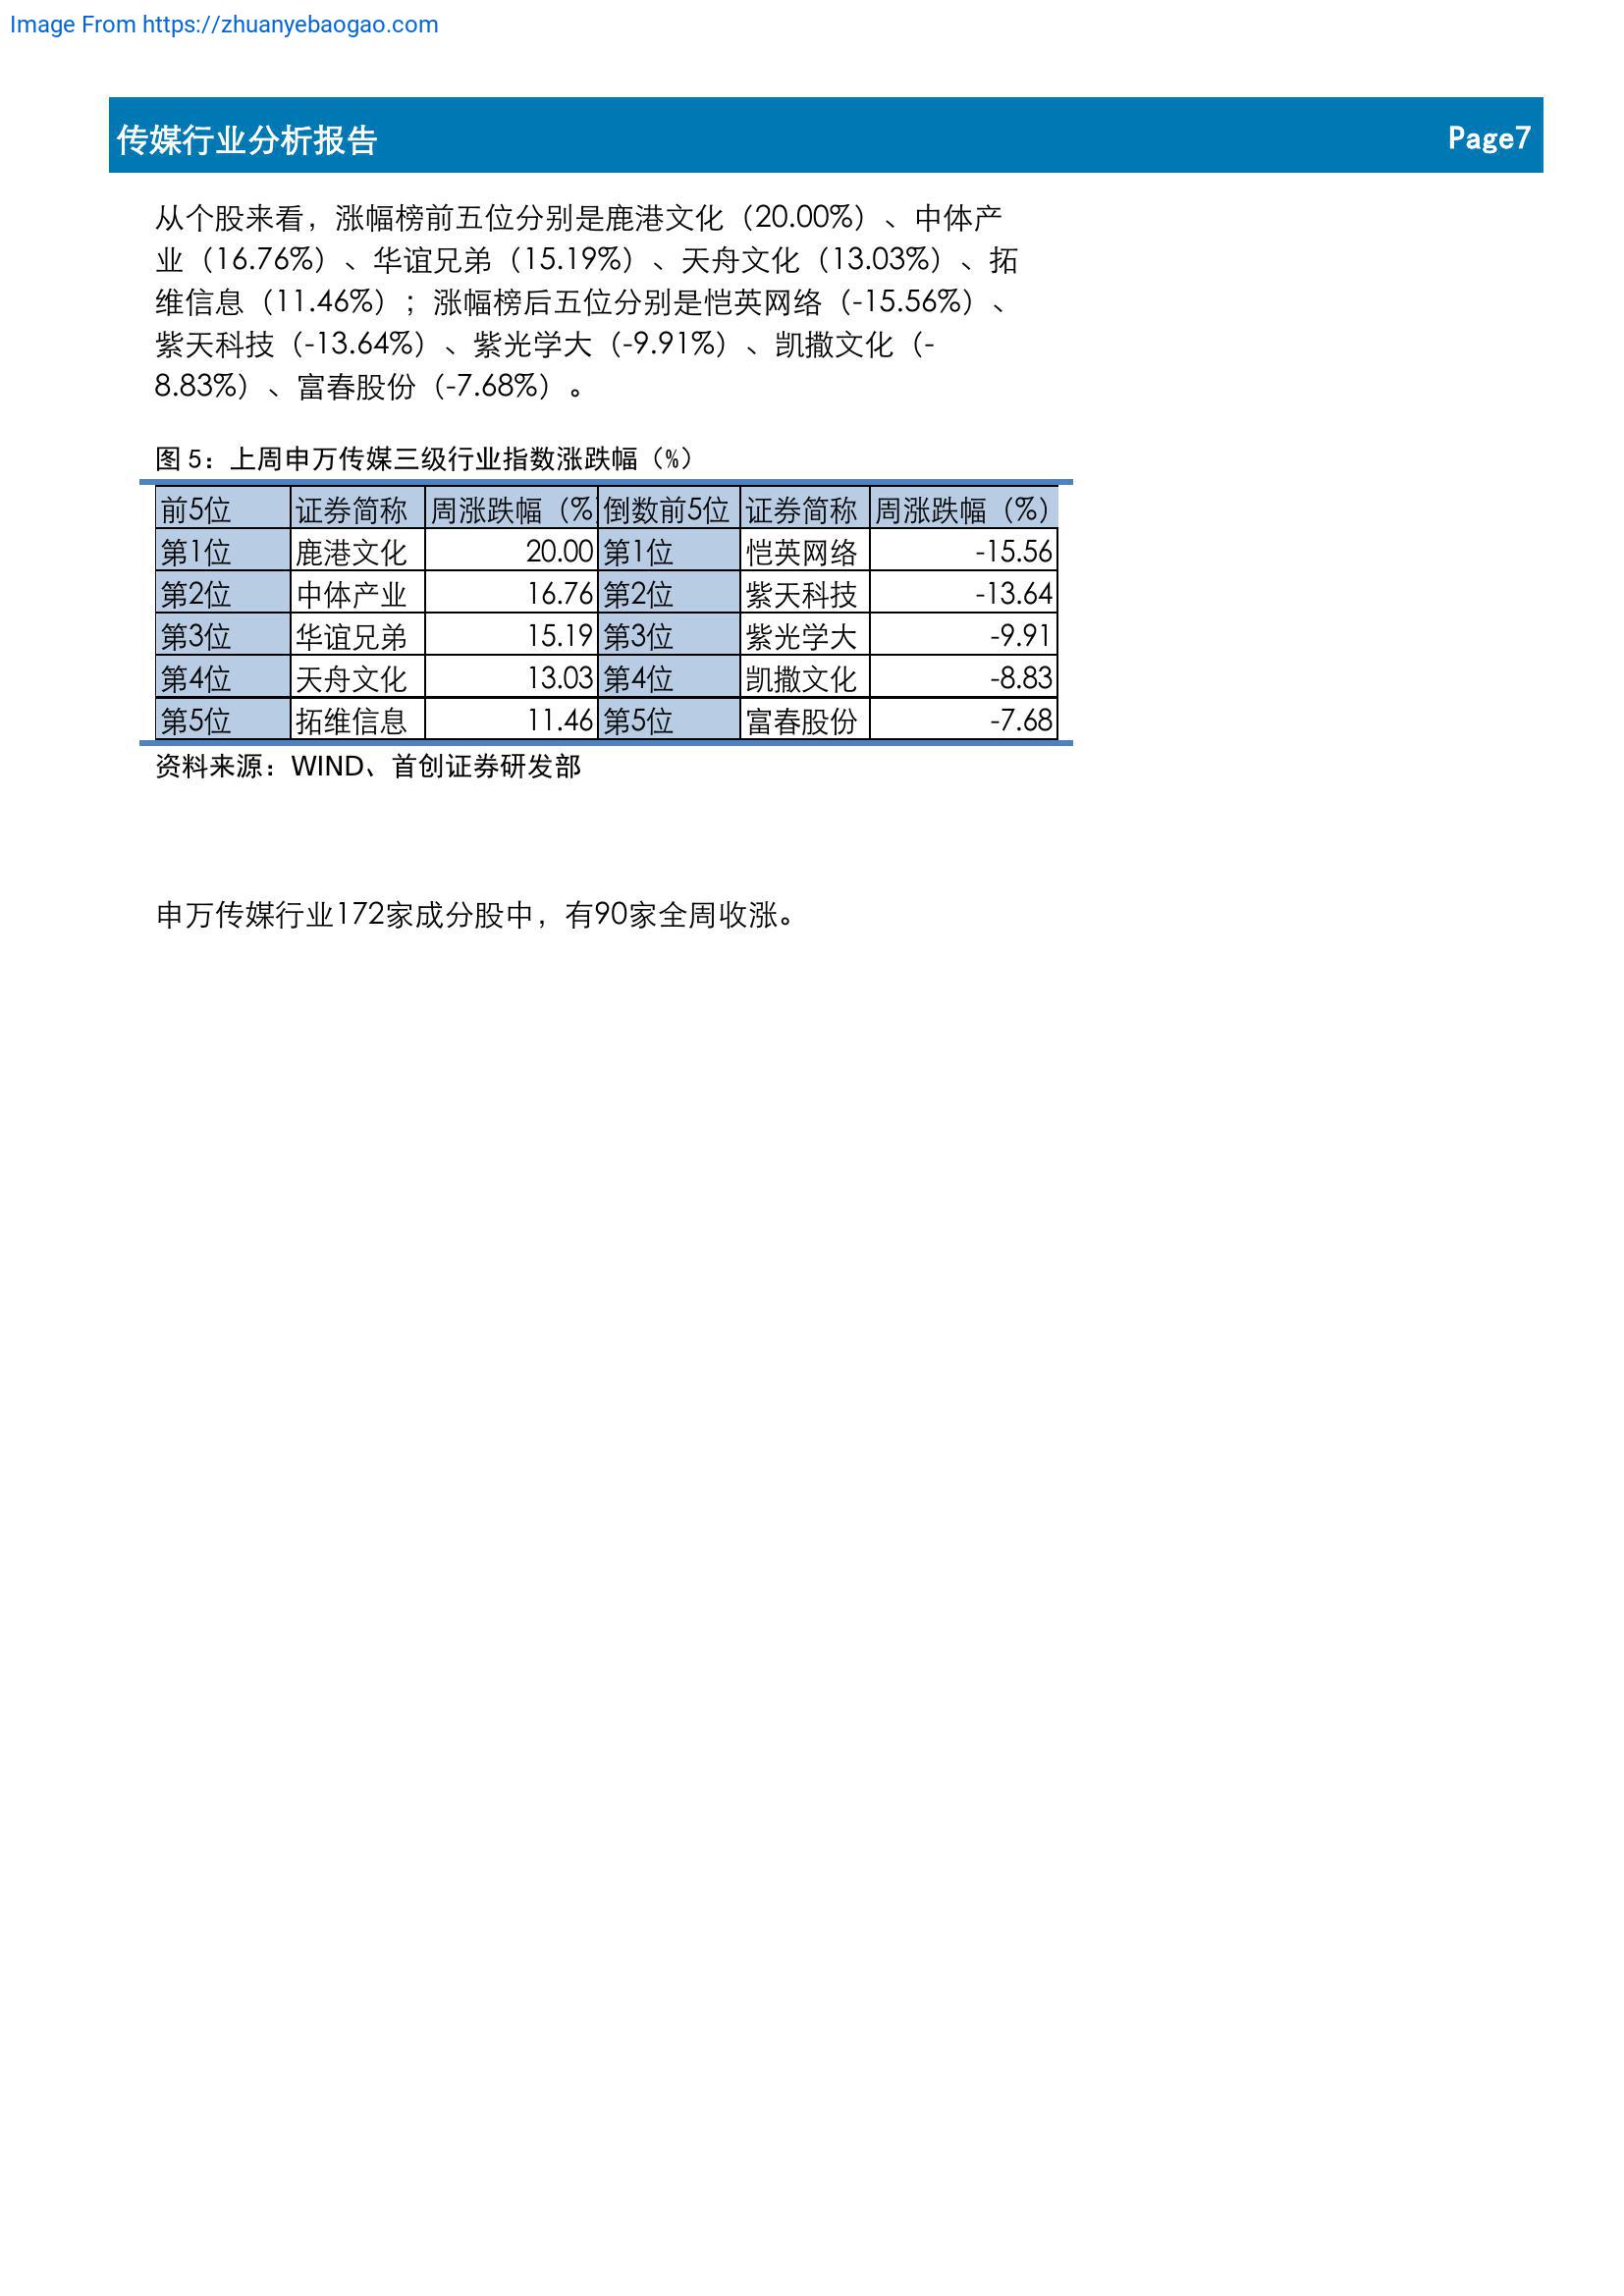 Image From https://zhuanyebaogao.com
传媒行业分析报告 Page7
从个股来看，涨幅榜前五位分别是鹿港文化（20.00%）、中体产
业（16.76%）、华谊兄弟（15.19%）、天舟文化（13.03%）、拓
维信息（11.46%）；涨幅榜后五位分别是恺英网络（-15.56%）、
紫天科技（-13.64%）、紫光学大（-9.91%）、凯撒文化（-
8.83%）、富春股份（-7.68%）。
图 5：上周申万传媒三级行业指数涨跌幅（%）
前5位 证券简称 周涨跌幅（%） 倒数前5位 证券简称 周涨跌幅（%）
第1位 鹿港文化 20.00 第1位 恺英网络 -15.56
第2位 中体产业 16.76 第2位 紫天科技 -13.64
第3位 华谊兄弟 15.19 第3位 紫光学大 -9.91
第4位 天舟文化 13.03 第4位 凯撒文化 -8.83
第5位 拓维信息 11.46 第5位 富春股份 -7.68
资料来源：WIND、首创证券研发部
申万传媒行业172家成分股中，有90家全周收涨。